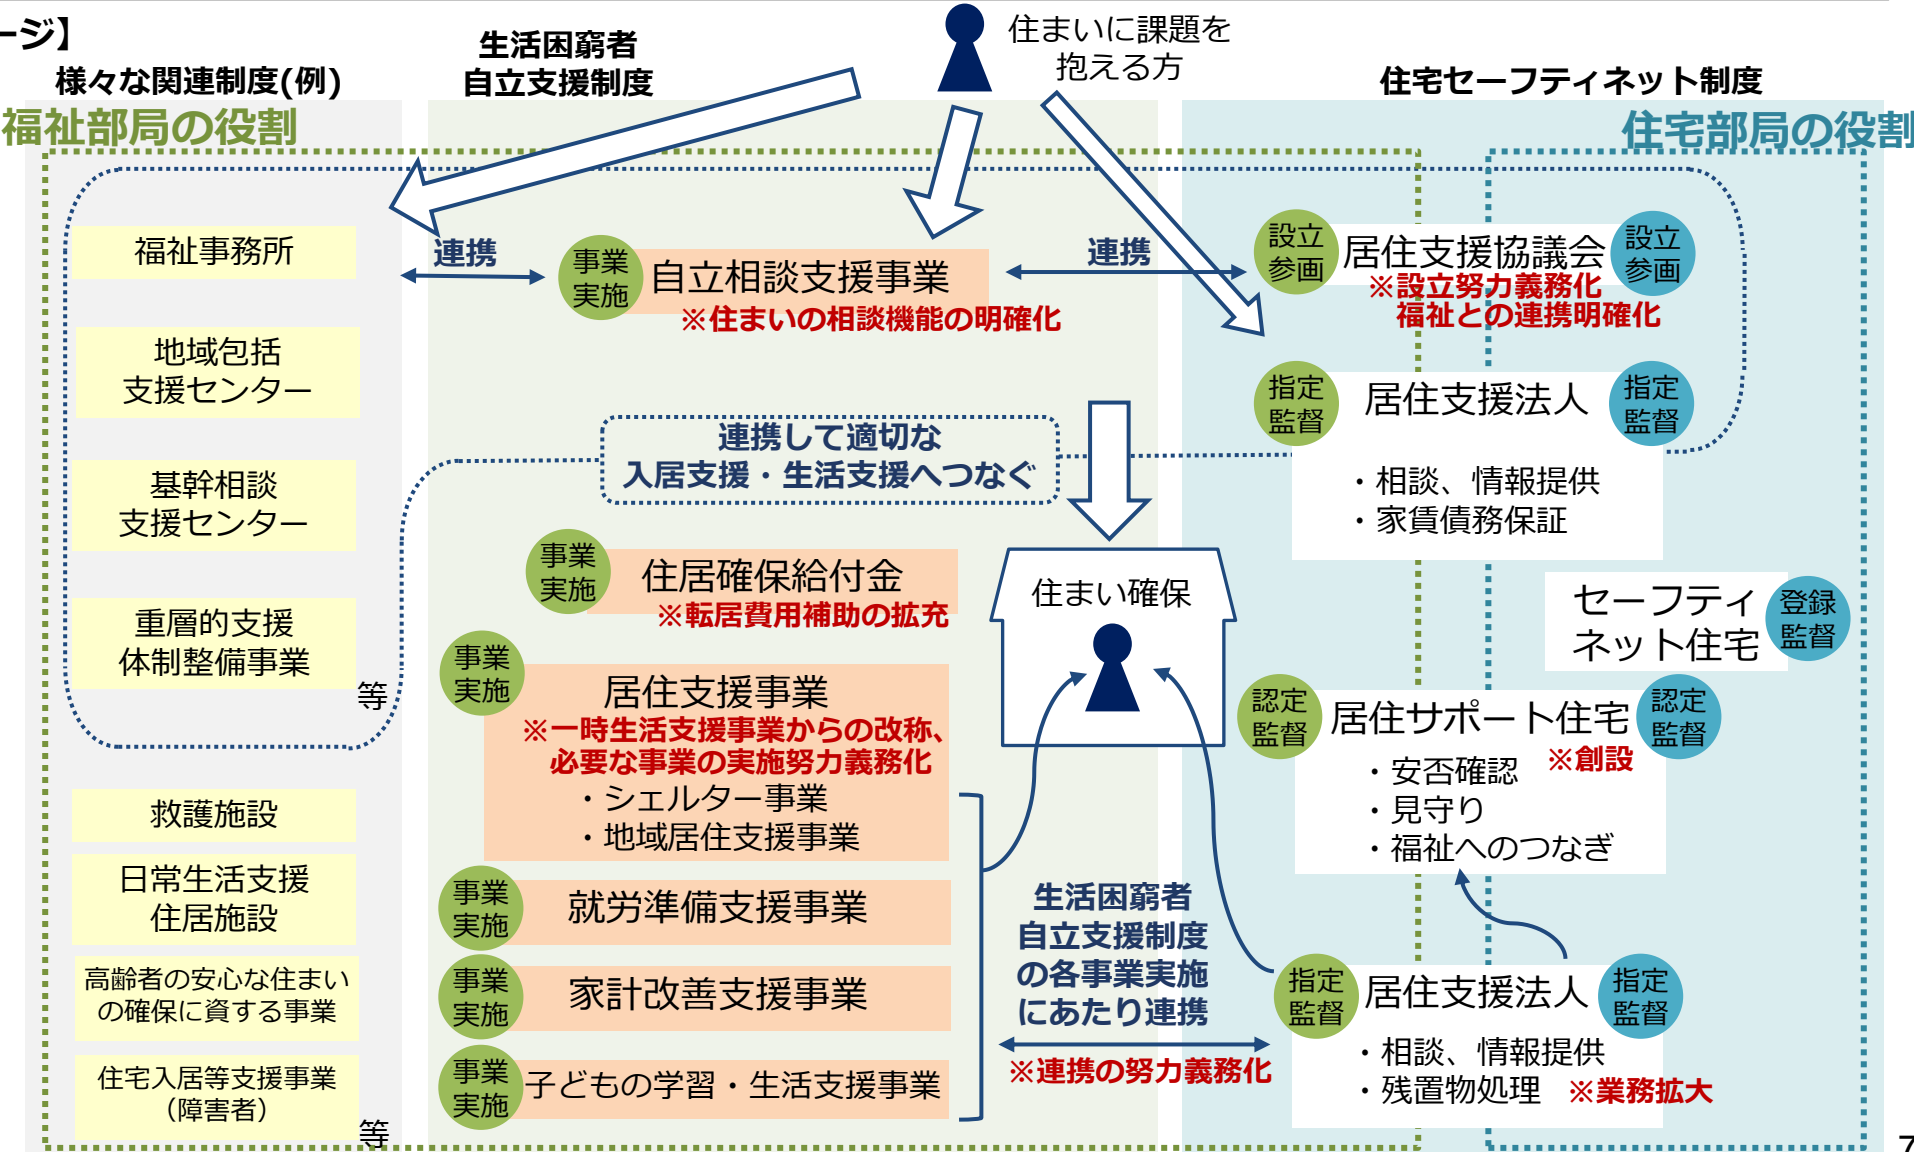 ージ】
様々な関連制度(例)
生活困窮者
自立支援制度
住まいに課題を
抱える方
住宅セーフティネット制度
福祉部局の役割
住宅部局の役割
福祉事務所
地域包括
支援センター
基幹相談
支援センター
重層的支援
体制整備事業
等
救護施設
日常生活支援
住居施設
高齢者の安心な住まい
の確保に資する事業
住宅入居等支援事業
（障害者）
等
連携
事業
実施
自立相談支援事業
※住まいの相談機能の明確化
連携
連携して適切な
入居支援・生活支援へつなぐ
事業
実施
住居確保給付金
※転居費用補助の拡充
事業
実施
居住支援事業
※一時生活支援事業からの改称、
必要な事業の実施努力義務化
・シェルター事業
・地域居住支援事業
事業
実施
就労準備支援事業
事業
実施
家計改善支援事業
事業
実施
子どもの学習・生活支援事業
住まい確保
生活困窮者
自立支援制度
の各事業実施
にあたり連携
※連携の努力義務化
設立
参画
居住支援協議会
設立
参画
※設立努力義務化
福祉との連携明確化
指定
監督
居住支援法人
指定
監督
・相談、情報提供
・家賃債務保証
セーフティ
ネット住宅
登録
監督
認定
監督
居住サポート住宅
認定
監督
※創設
・安否確認
・見守り
・福祉へのつなぎ
指定
監督
居住支援法人
指定
監督
・相談、情報提供
・残置物処理
※業務拡大
7